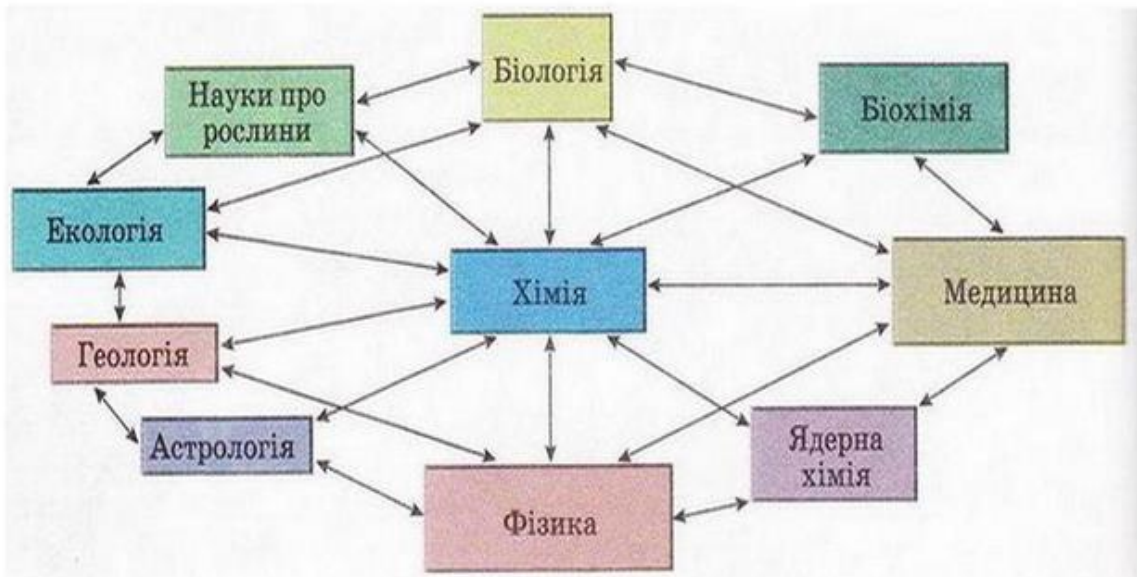 Біологія
Науки про
рослини
Біохімія
Екологія
Хімія
Медицина
Геологія
Астрологія
Ядерна
хімія
Фізика